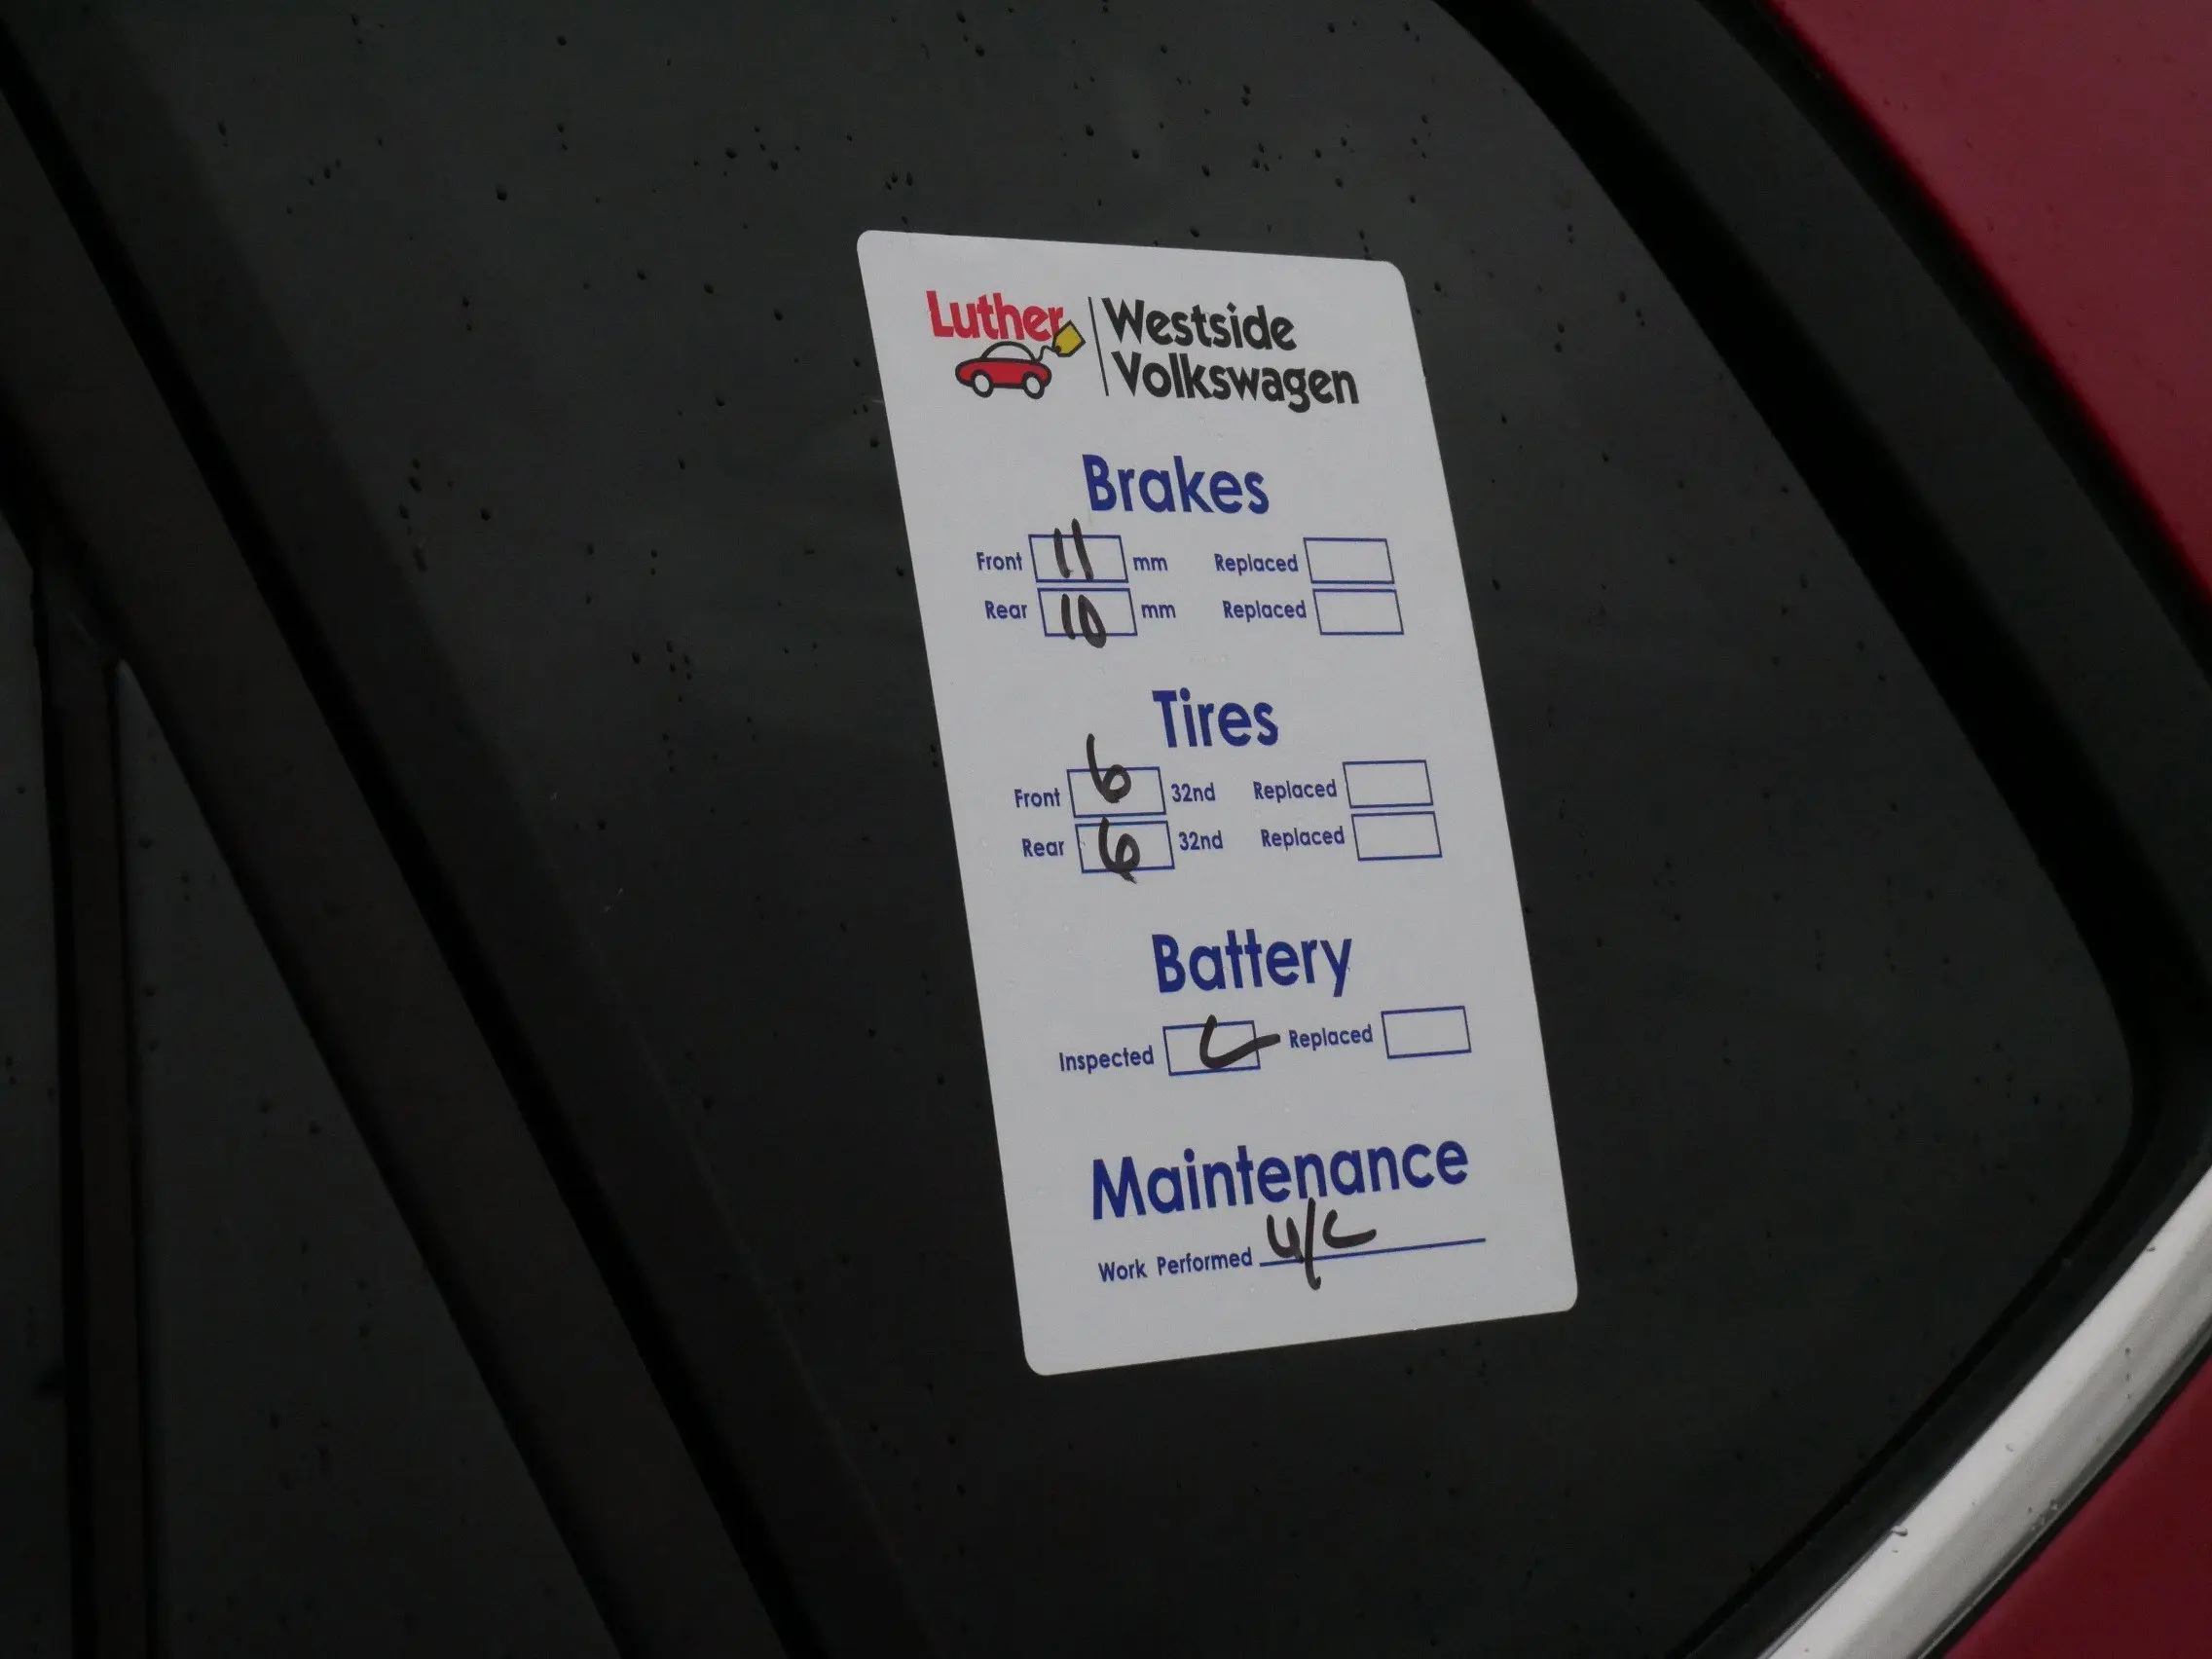 Luther Westside
Volkswagen
Brakes
Front 11 mm Replaced
Rear 10 mm Replaced
Tires
Front 6 32nd Replaced
Rear 6 32nd Replaced
Battery
Inspected Replaced
Maintenance
Work Performed U/C